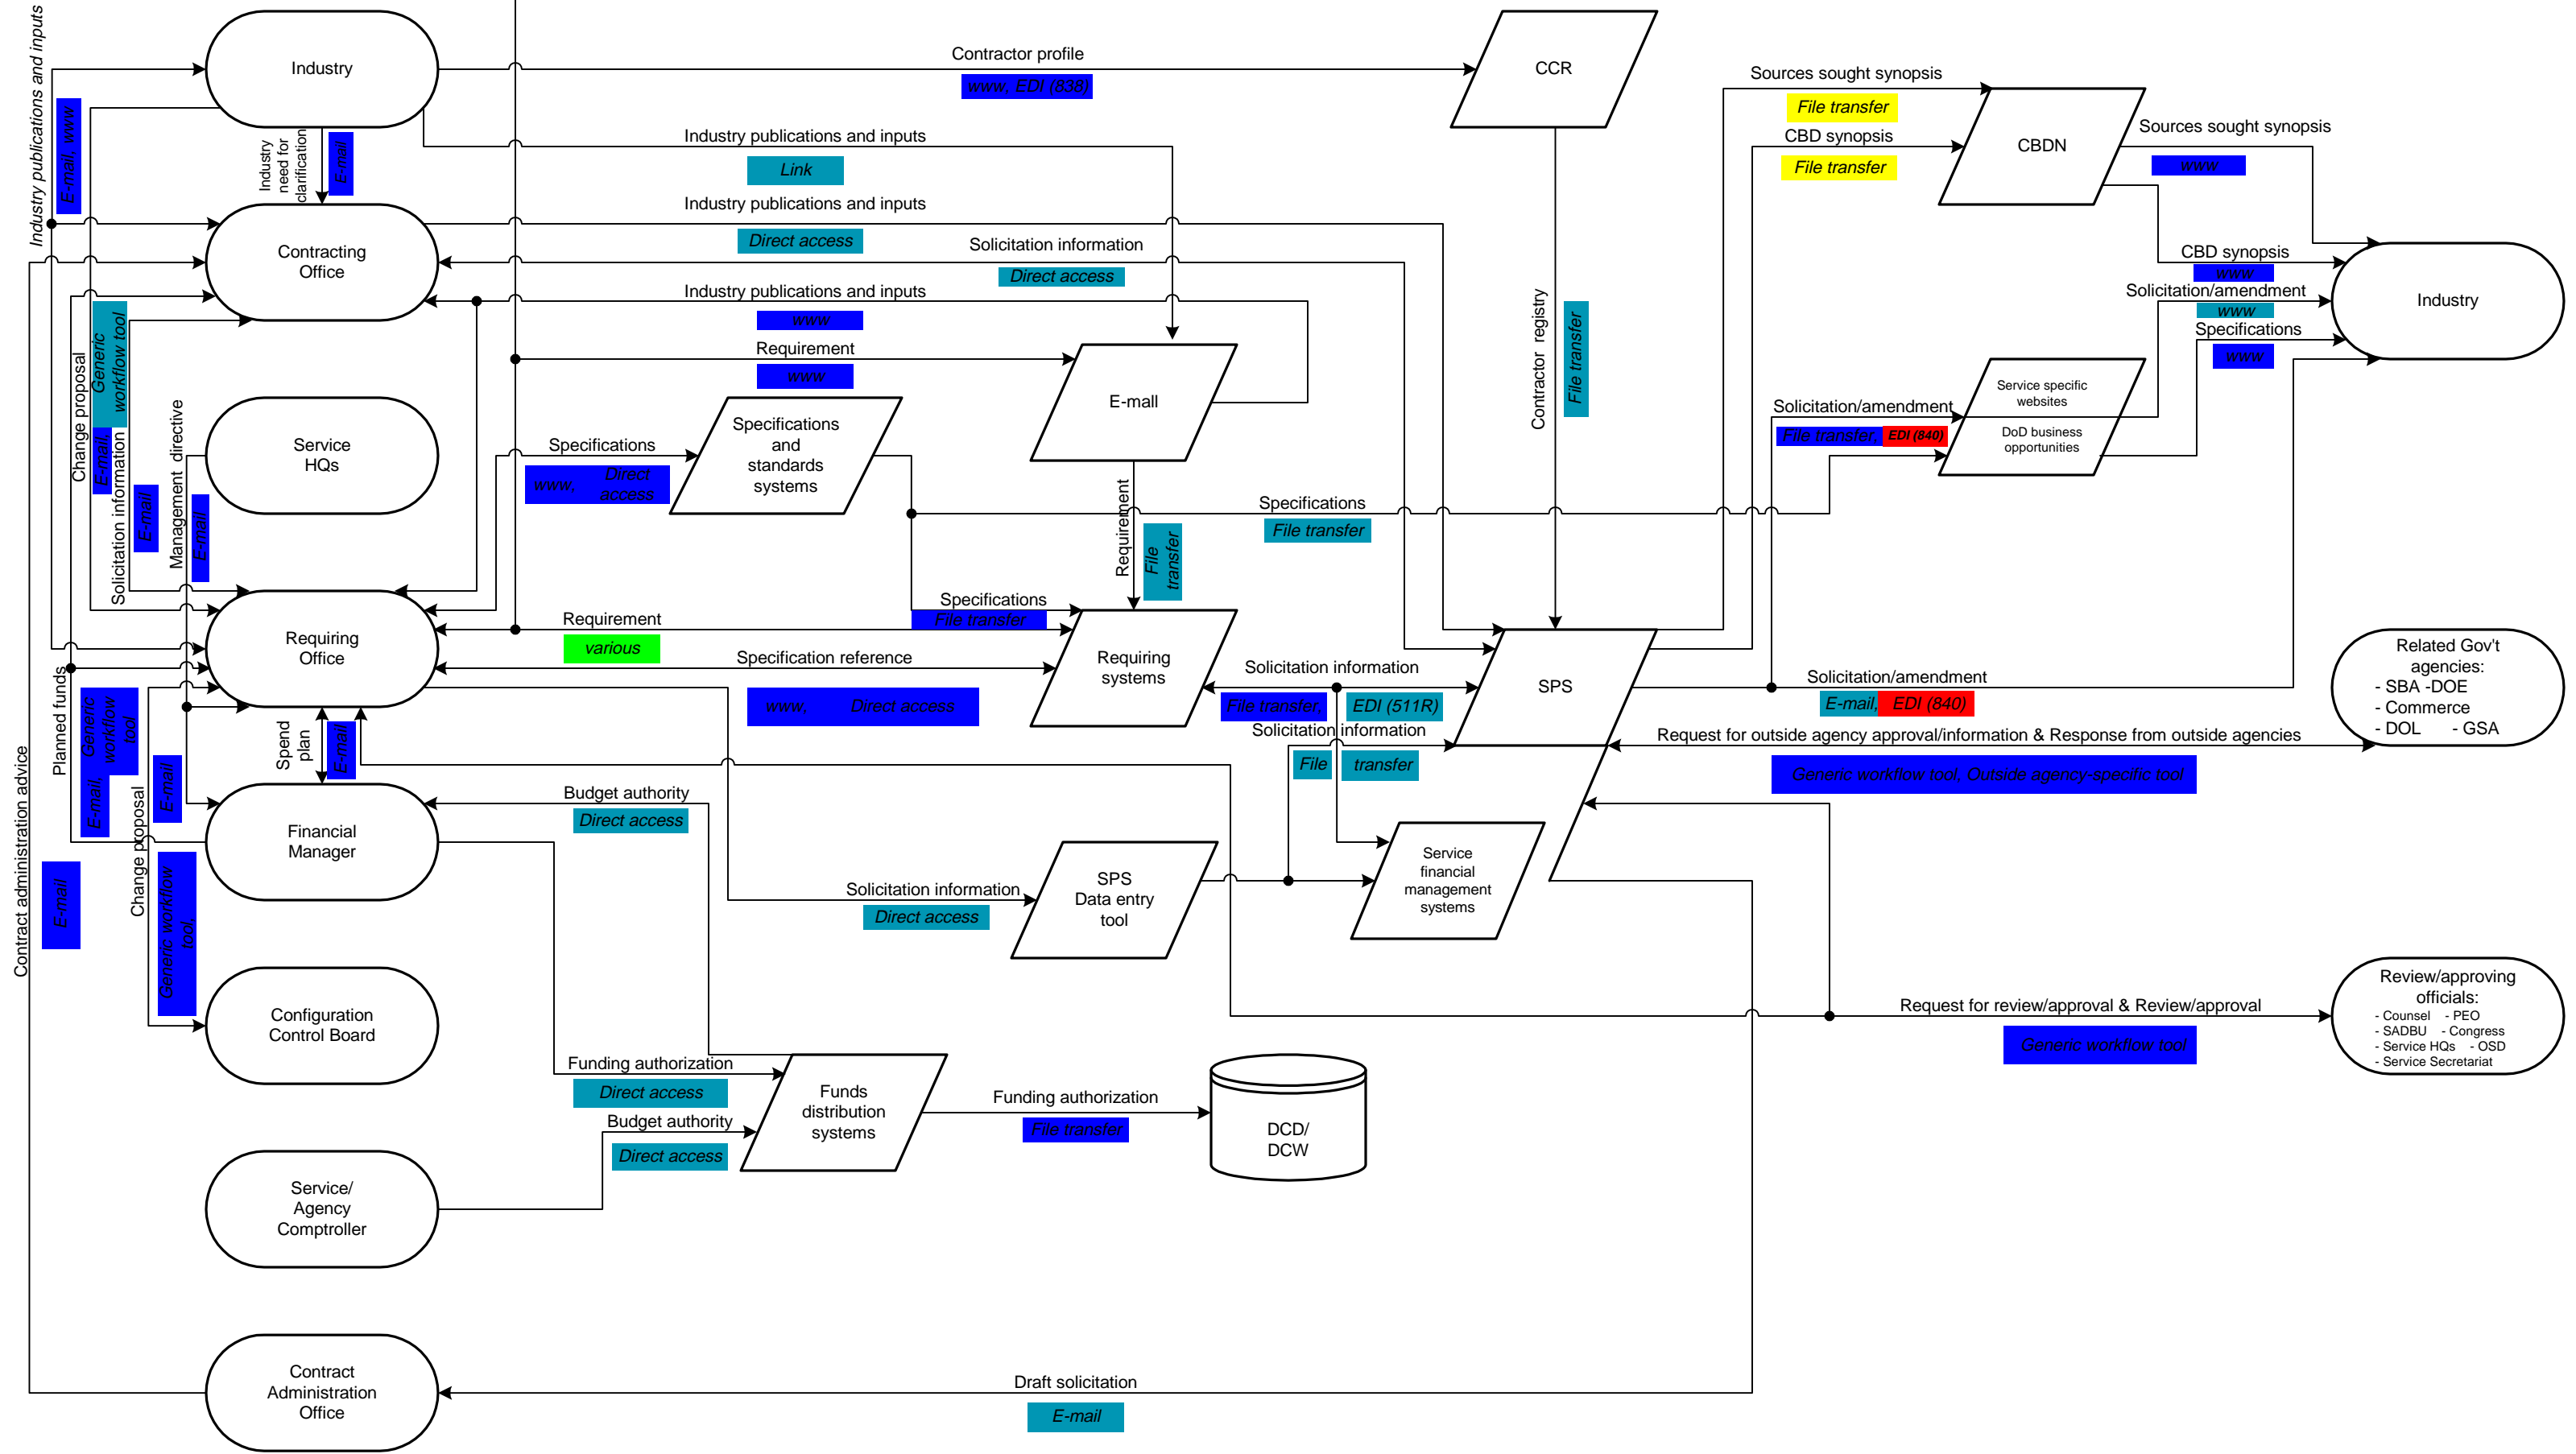 Industry publications and inputs
E-mail, www
Industry
Industry
need for
clarification
E-mail
Contractor profile
www, EDI (838)
CCR
Industry publications and inputs
Link
Industry publications and inputs
Direct access
Solicitation information
Direct access
Industry publications and inputs
www
Requirement
www
Sources sought synopsis
File transfer
CBD synopsis
File transfer
CBDN
Sources sought synopsis
www
CBD synopsis
www
Solicitation/amendment
www
Specifications
www
Industry
Contracting
Office
Change proposal
Generic
workflow tool
E-mail,
Solicitation information
E-mail
Management directive
E-mail
Service
HQs
Specifications
www, Direct
access
Specifications
and
standards
systems
E-mall
Contractor registry
File transfer
Service specific
websites
DoD business
opportunities
Solicitation/amendment
File transfer, EDI (840)
Specifications
File transfer
Requirement
File
transfer
Specifications
File transfer
Requiring
Office
Requirement
various
Specification reference
www, Direct access
Requiring
systems
Solicitation information
File transfer, EDI (511R)
Solicitation information
File transfer
SPS
Solicitation/amendment
E-mail, EDI (840)
Request for outside agency approval/information & Response from outside agencies
Generic workflow tool, Outside agency-specific tool
Related Gov't
agencies:
- SBA -DOE
- Commerce
- DOL - GSA
Planned funds
Generic
workflow
tool
E-mail,
Spend
plan
E-mail
E-mail
Contract administration advice
E-mail
Change proposal
Generic workflow
tool,
Financial
Manager
Budget authority
Direct access
Solicitation information
Direct access
SPS
Data entry
tool
Service
financial
management
systems
Configuration
Control Board
Request for review/approval & Review/approval
Generic workflow tool
Review/approving
officials:
- Counsel - PEO
- SADBU - Congress
- Service HQs - OSD
- Service Secretariat
Funding authorization
Direct access
Budget authority
Direct access
Funds
distribution
systems
Funding authorization
File transfer
DCD/
DCW
Service/
Agency
Comptroller
Contract
Administration
Office
Draft solicitation
E-mail